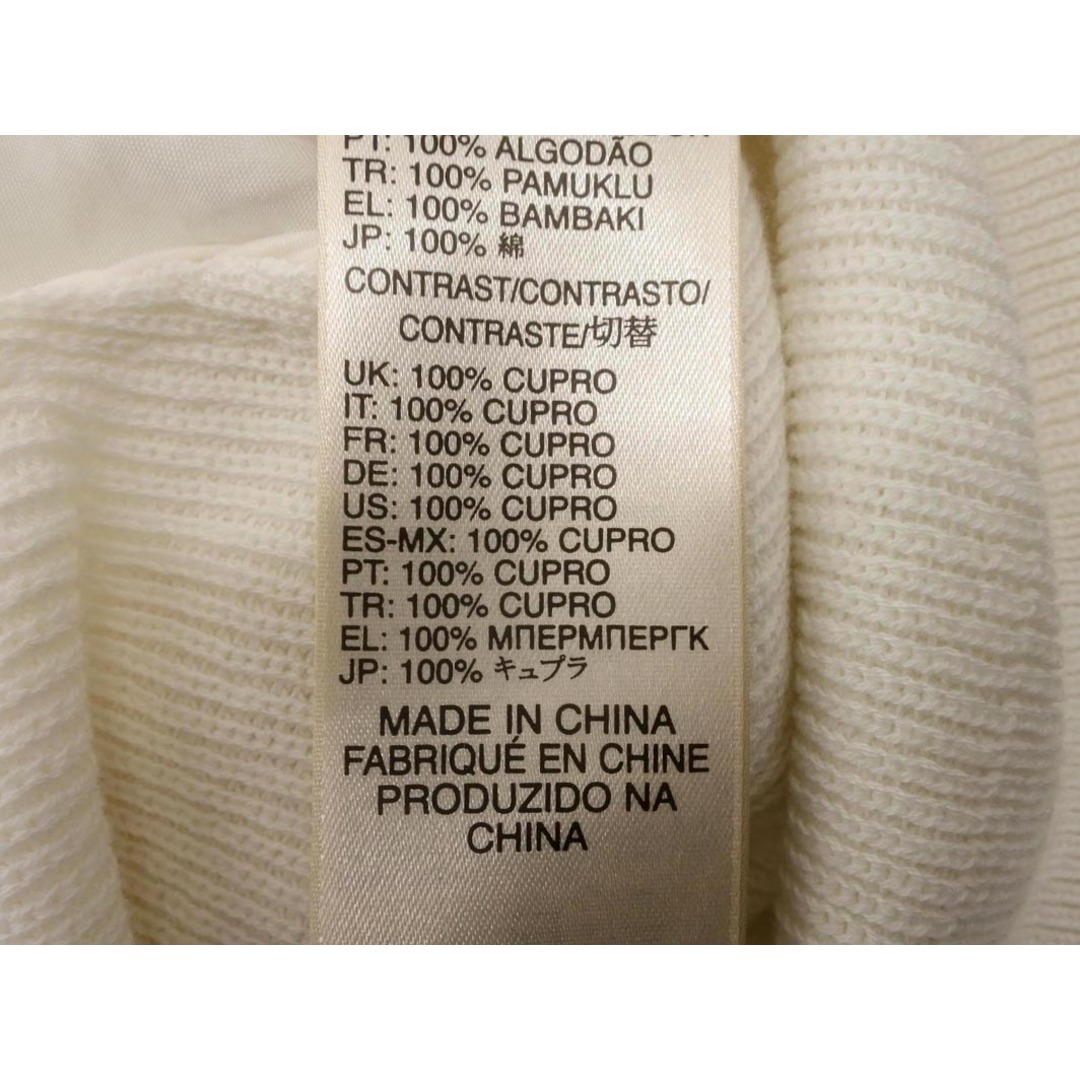 PT: 100% ALGODÃO
TR: 100% PAMUKLU
EL: 100% BAMBAKI
JP: 100% 綿
CONTRAST/CONTRASTO/
CONTRASTE/切替
UK: 100% CUPRO
IT: 100% CUPRO
FR: 100% CUPRO
DE: 100% CUPRO
US: 100% CUPRO
ES-MX: 100% CUPRO
PT: 100% CUPRO
TR: 100% CUPRO
EL: 100% ΜΠΕΡΜΠΕΡΓΚ
JP: 100% キュプラ
MADE IN CHINA
FABRIQUÉ EN CHINE
PRODUZIDO NA
CHINA